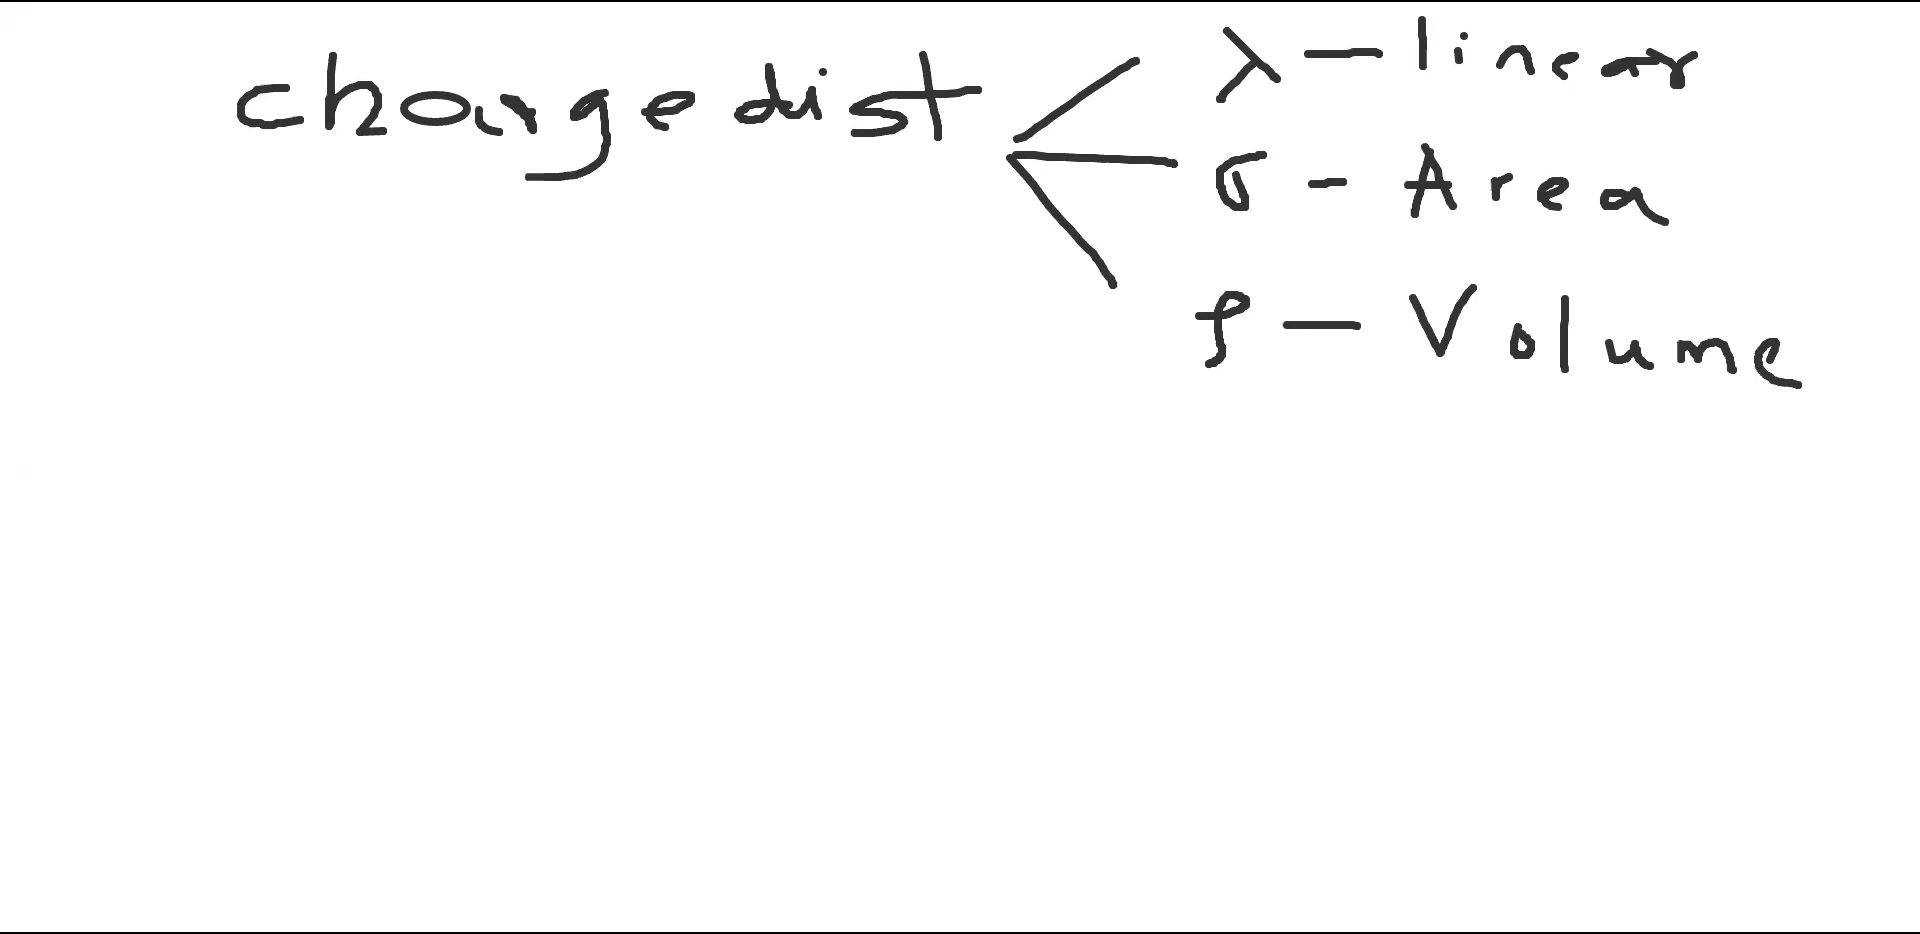 charge dist
λ - linear
σ - Area
ρ - Volume